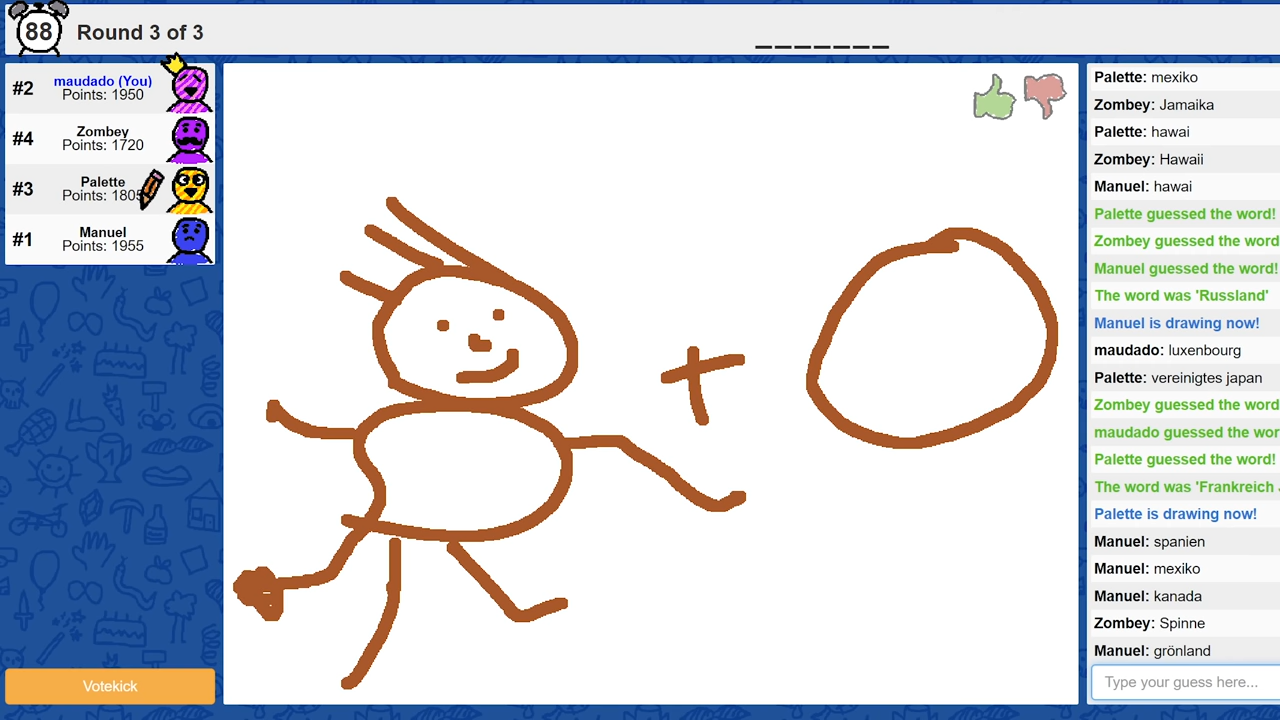 88
Round 3 of 3
_ _ _ _ _ _ _
#2
maudado (You)
Points: 1950
#4
Zombey
Points: 1720
#3
Palette
Points: 1805
#1
Manuel
Points: 1955
Votekick
+
Palette: mexiko
Zombey: Jamaika
Palette: hawai
Zombey: Hawaii
Manuel: hawai
Palette guessed the word!
Zombey guessed the word
Manuel guessed the word!
The word was 'Russland'
Manuel is drawing now!
maudado: luxenbourg
Palette: vereinigtes japan
Zombey guessed the word
maudado guessed the wor
Palette guessed the word!
The word was 'Frankreich
Palette is drawing now!
Manuel: spanien
Manuel: mexiko
Manuel: kanada
Zombey: Spinne
Manuel: grönland
Type your guess here...